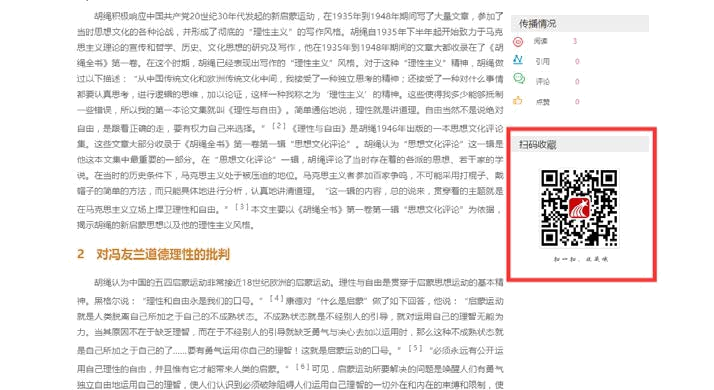 胡绳积极响应中国共产党20世纪30年代发起的新启蒙运动，在1935年到1948年期间写了大量文章，参加了
当时思想文化的各种论战，并形成了彻底的“理性主义”的写作风格。胡绳自1935年下半年起开始致力于马
克思主义理论的宣传和哲学、历史、文化思想的研究及写作，他在1935到1948年期间的文章大都收录在了《胡
绳全书》第一卷。在这个时期，胡绳已经表现出写作的“理性主义”风格。对于这种“理性主义”精神，胡绳做
过以下描述：“从中国传统文化和欧洲传统文化中间，我接受了一种独立思考的精神；还接受了一种对什么事情
都要认真思考，进行逻辑的思维，加以论证，这样一种我称之为‘理性主义’的精神。这些使得我多少能够抵制
一些错误，所以我的第一本论文集就叫《理性与自由》。简单通俗地说，理性就是讲道理。自由当然不是说绝对
自由，是跟着正确的走，要有权力自己来选择。”[2]《理性与自由》是胡绳1946年出版的一本思想文化评论
集。这些文章大部分收录于《胡绳全书》第一卷第一辑“思想文化评论”。胡绳认为“思想文化评论”这一辑是
他这本文集中最重要的一部分。在“思想文化评论”一辑，胡绳评论了当时存在着的各派的思想、若干家的学
说。在当时的历史条件下，马克思主义处于被压迫的地位。马克思主义者参加百家争鸣，不可能采用打棍子、戴
帽子的简单的方法，而只能具体地进行分析，认真地讲清道理。“这一辑的内容，总的说来，贯穿着的主题就是
在马克思主义立场上捍卫理性和自由。”[3]本文主要以《胡绳全书》第一卷第一辑“思想文化评论”为依据，
揭示胡绳的新启蒙思想以及他的理性主义风格。
2 对冯友兰道德理性的批判
胡绳认为中国的五四启蒙运动非常接近18世纪欧洲的启蒙运动。理性与自由是贯穿于启蒙思想运动的基本精
神。黑格尔说：“理性和自由永是我们的口号。”[4]康德对“什么是启蒙”做了如下回答，他说：“启蒙运动
就是人类脱离自己所加之于自己的不成熟状态。不成熟状态就是不经别人的引导，就对运用自己的理智无能为
力。当其原因不在于缺乏理智，而在于不经别人的引导就缺乏勇气与决心去加以运用时，那么这种不成熟状态就
是自己所加之于自己的了……要有勇气运用你自己的理智！这就是启蒙运动的口号。”[5]“必须永远有公开运
用自己理性的自由，并且惟有它才能带来人类的启蒙。”[6]可见，启蒙运动所要解决的问题是唤醒人们有勇气
独立自由地运用自己的理智，使人们认识到必须破除阻碍人们运用自己理智的一切外在和内在的束缚和限制，使
传播情况
阅读 3
引用 0
评论 0
点赞 0
扫码收藏
扫一扫，收英哦